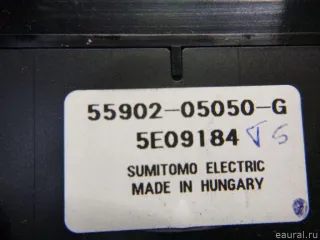 55902-05050-G
5E09184
SUMITOMO ELECTRIC
MADE IN HUNGARY
eaural.ru